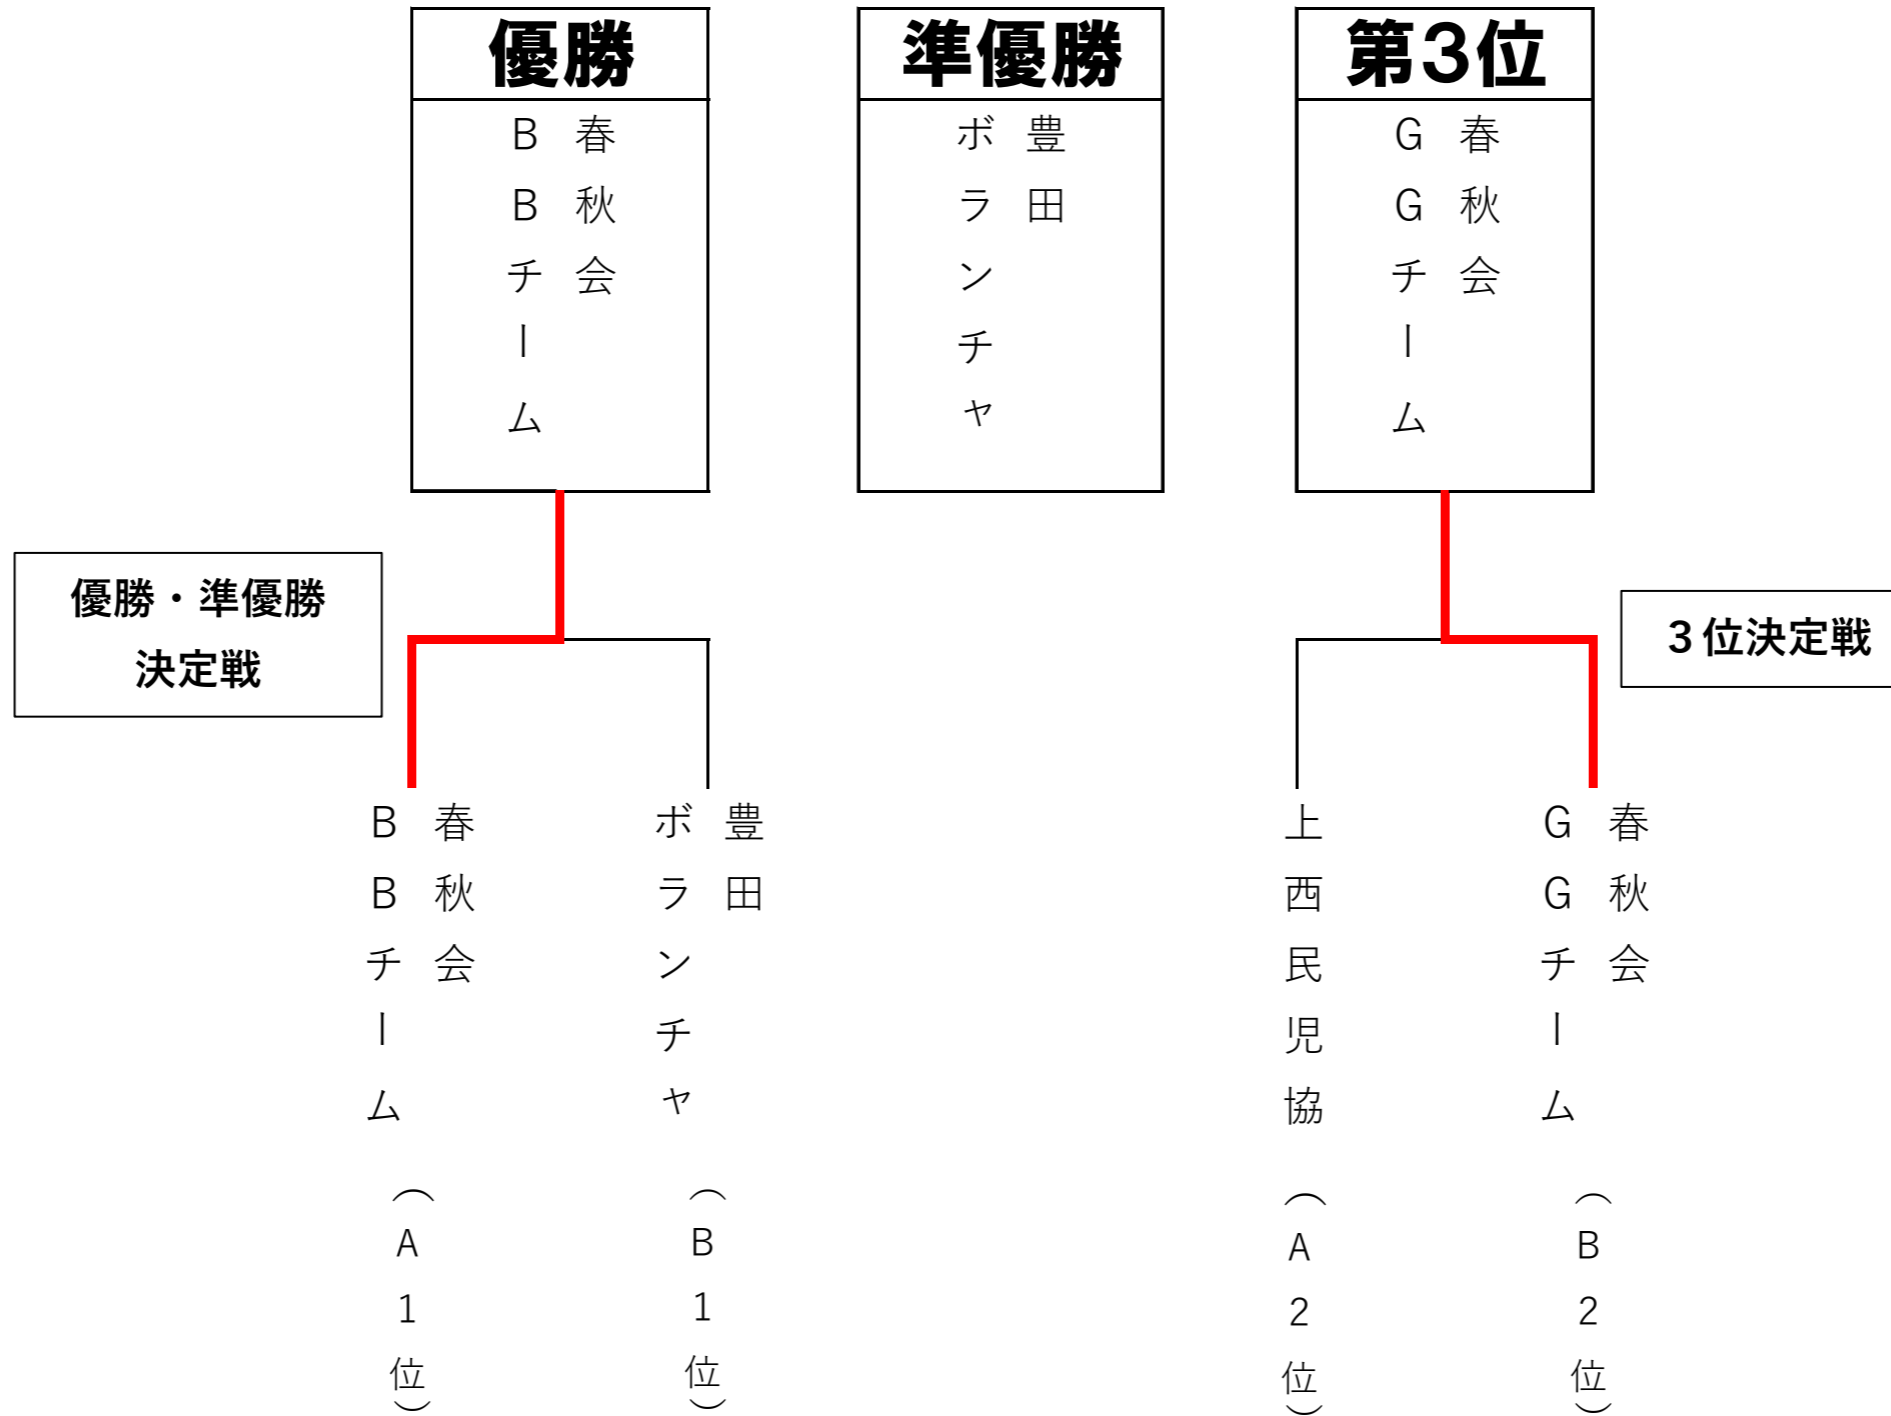 優勝
春秋会
BBチーム
準優勝
豊田
ボランチャ
第3位
春秋会
GGチーム
優勝・準優勝
決定戦
3位決定戦
春秋会
BBチーム
（A1位）
豊田
ボランチャ
（B1位）
上西民児協
（A2位）
春秋会
GGチーム
（B2位）